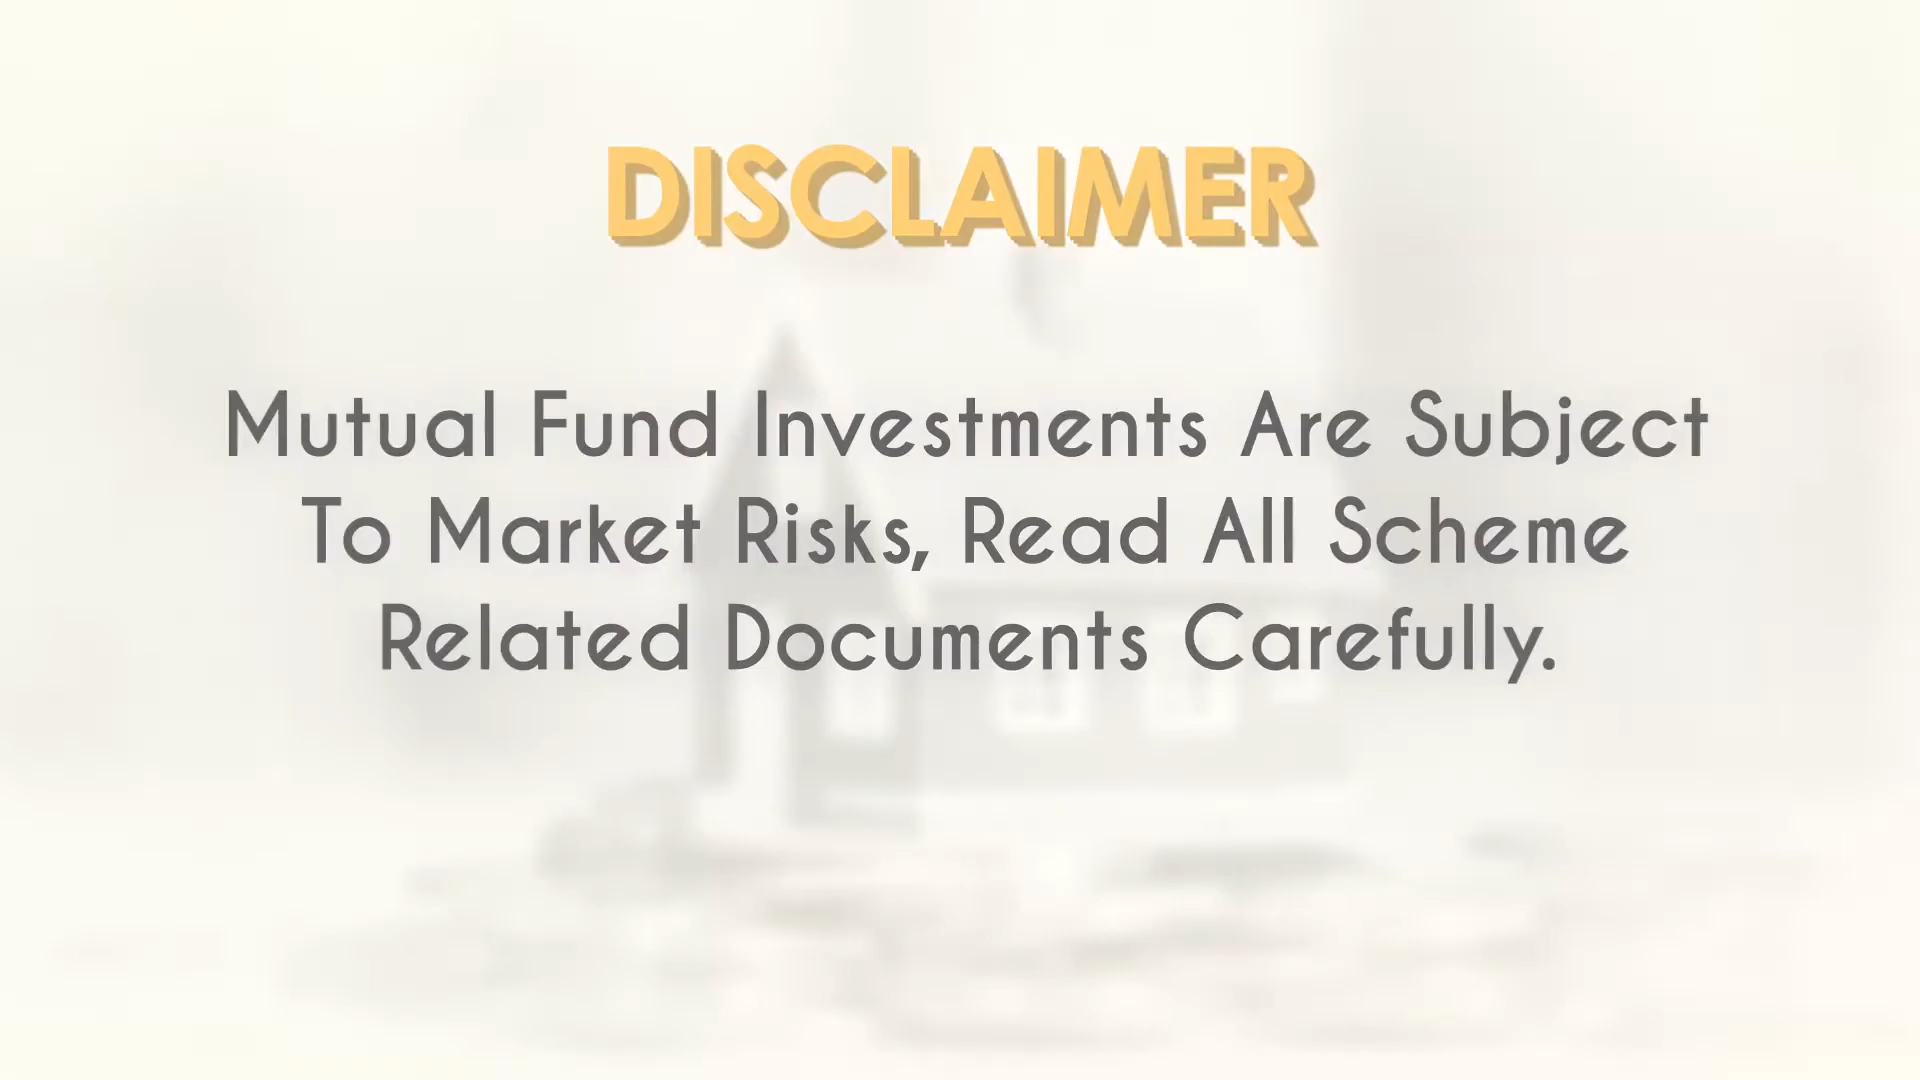 DISCLAIMER
Mutual Fund Investments Are Subject
To Market Risks, Read All Scheme
Related Documents Carefully.